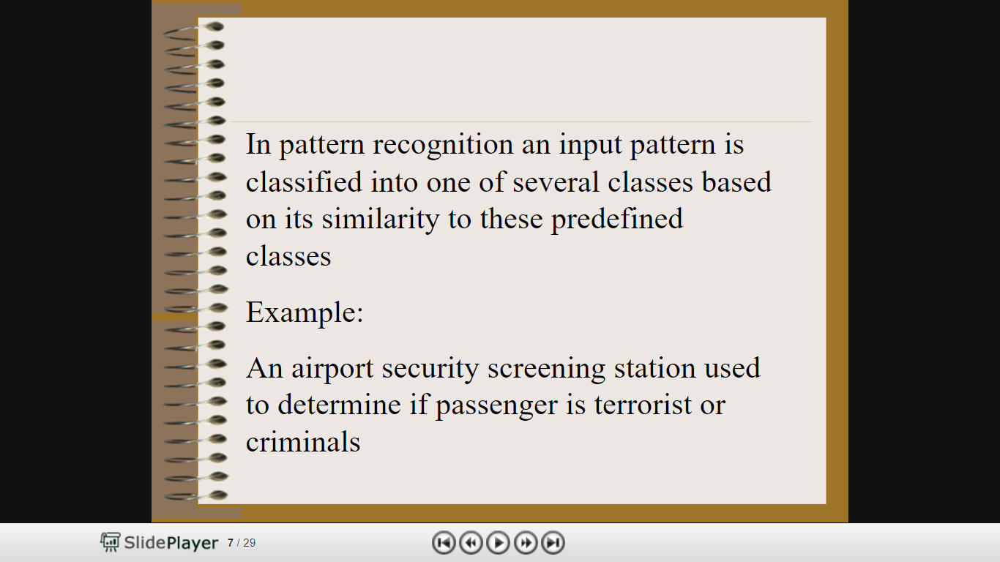 In pattern recognition an input pattern is
classified into one of several classes based
on its similarity to these predefined
classes
Example:
An airport security screening station used
to determine if passenger is terrorist or
criminals
SlidePlayer 7 / 29